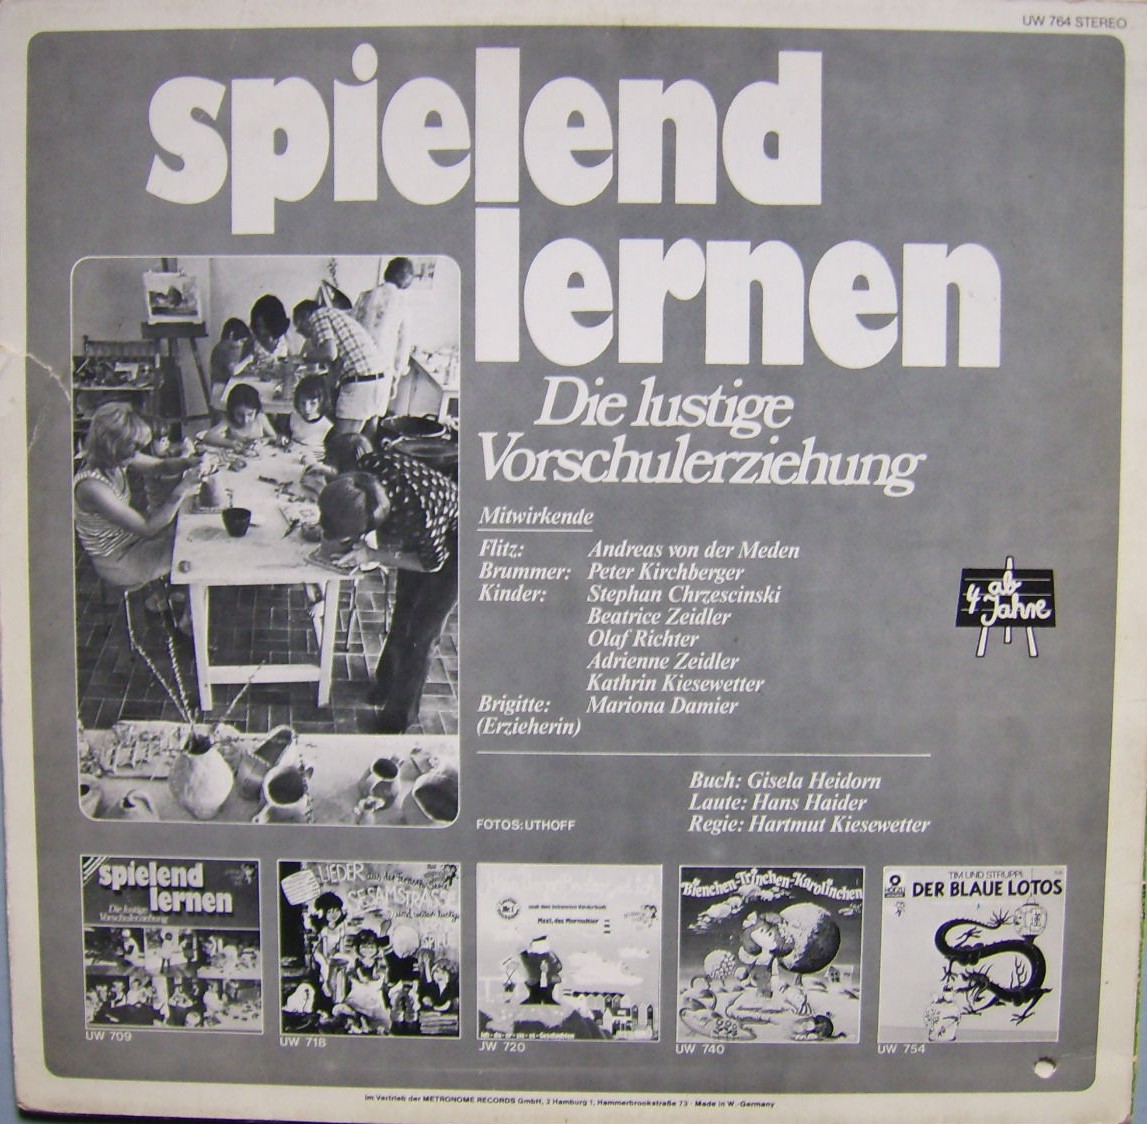 UW 764 STEREO
spielend
lernen
Die lustige
Vorschulerziehung
Mitwirkende
Flitz: Andreas von der Meden
Brummer: Peter Kirchberger
Kinder: Stephan Chrzescinski
Beatrice Zeidler
Olaf Richter
Adrienne Zeidler
Kathrin Kiesewetter
Brigitte: Mariona Damier
(Erzieherin)
4 ab
Jahre
Buch: Gisela Heidorn
Laute: Hans Haider
Regie: Hartmut Kiesewetter
FOTOS: UTHOFF
spielend
lernen
Die lustige
Vorschulerziehung
UW 709
LIEDER
SESAMSTRASSE
UW 718
Maxl, das Murmeltier
UW 720
Bienchen-Trinchen-Karolinchen
UW 740
TIM UND STRUPPI
DER BLAUE LOTOS
UW 754
Im Vertrieb der METRONOME RECORDS GmbH, 2 Hamburg 1, Hammerbrookstraße 73 · Made in W.-Germany